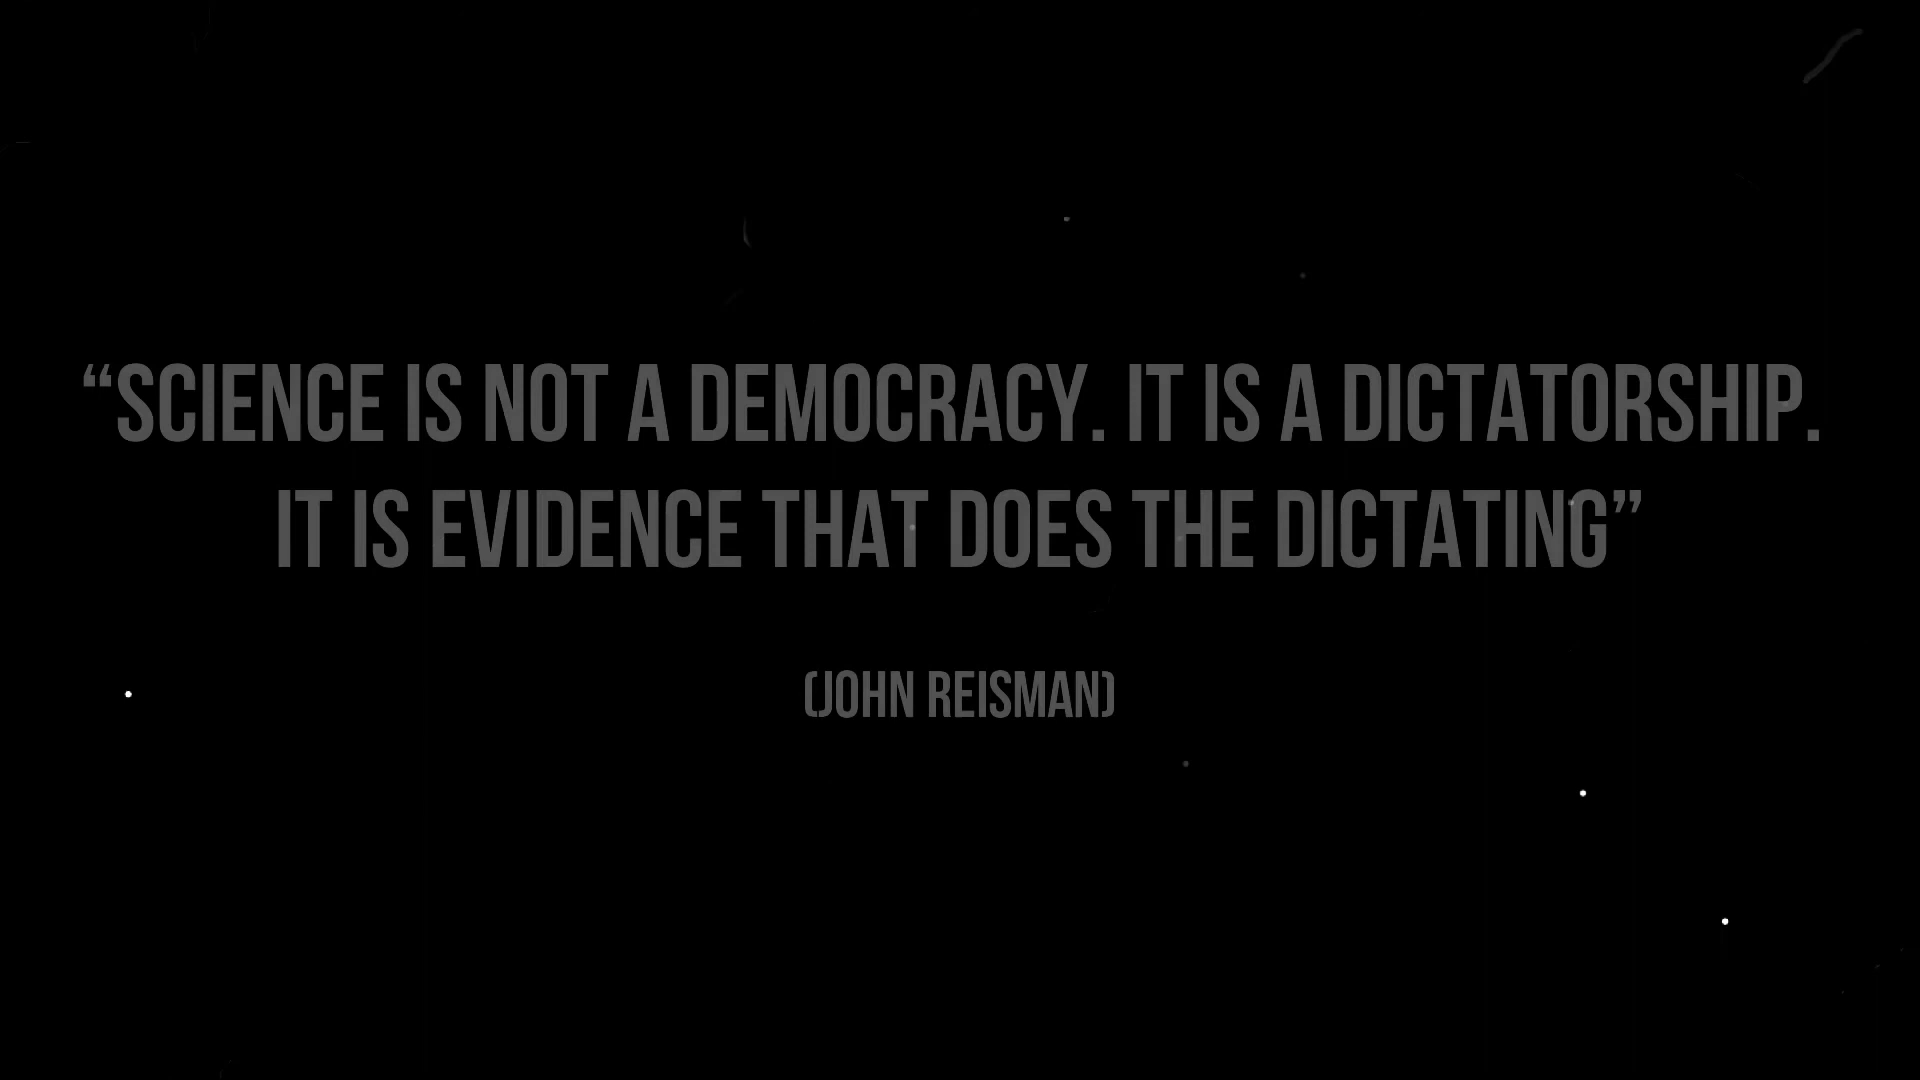 “SCIENCE IS NOT A DEMOCRACY. IT IS A DICTATORSHIP.
IT IS EVIDENCE THAT DOES THE DICTATING”
(JOHN REISMAN)